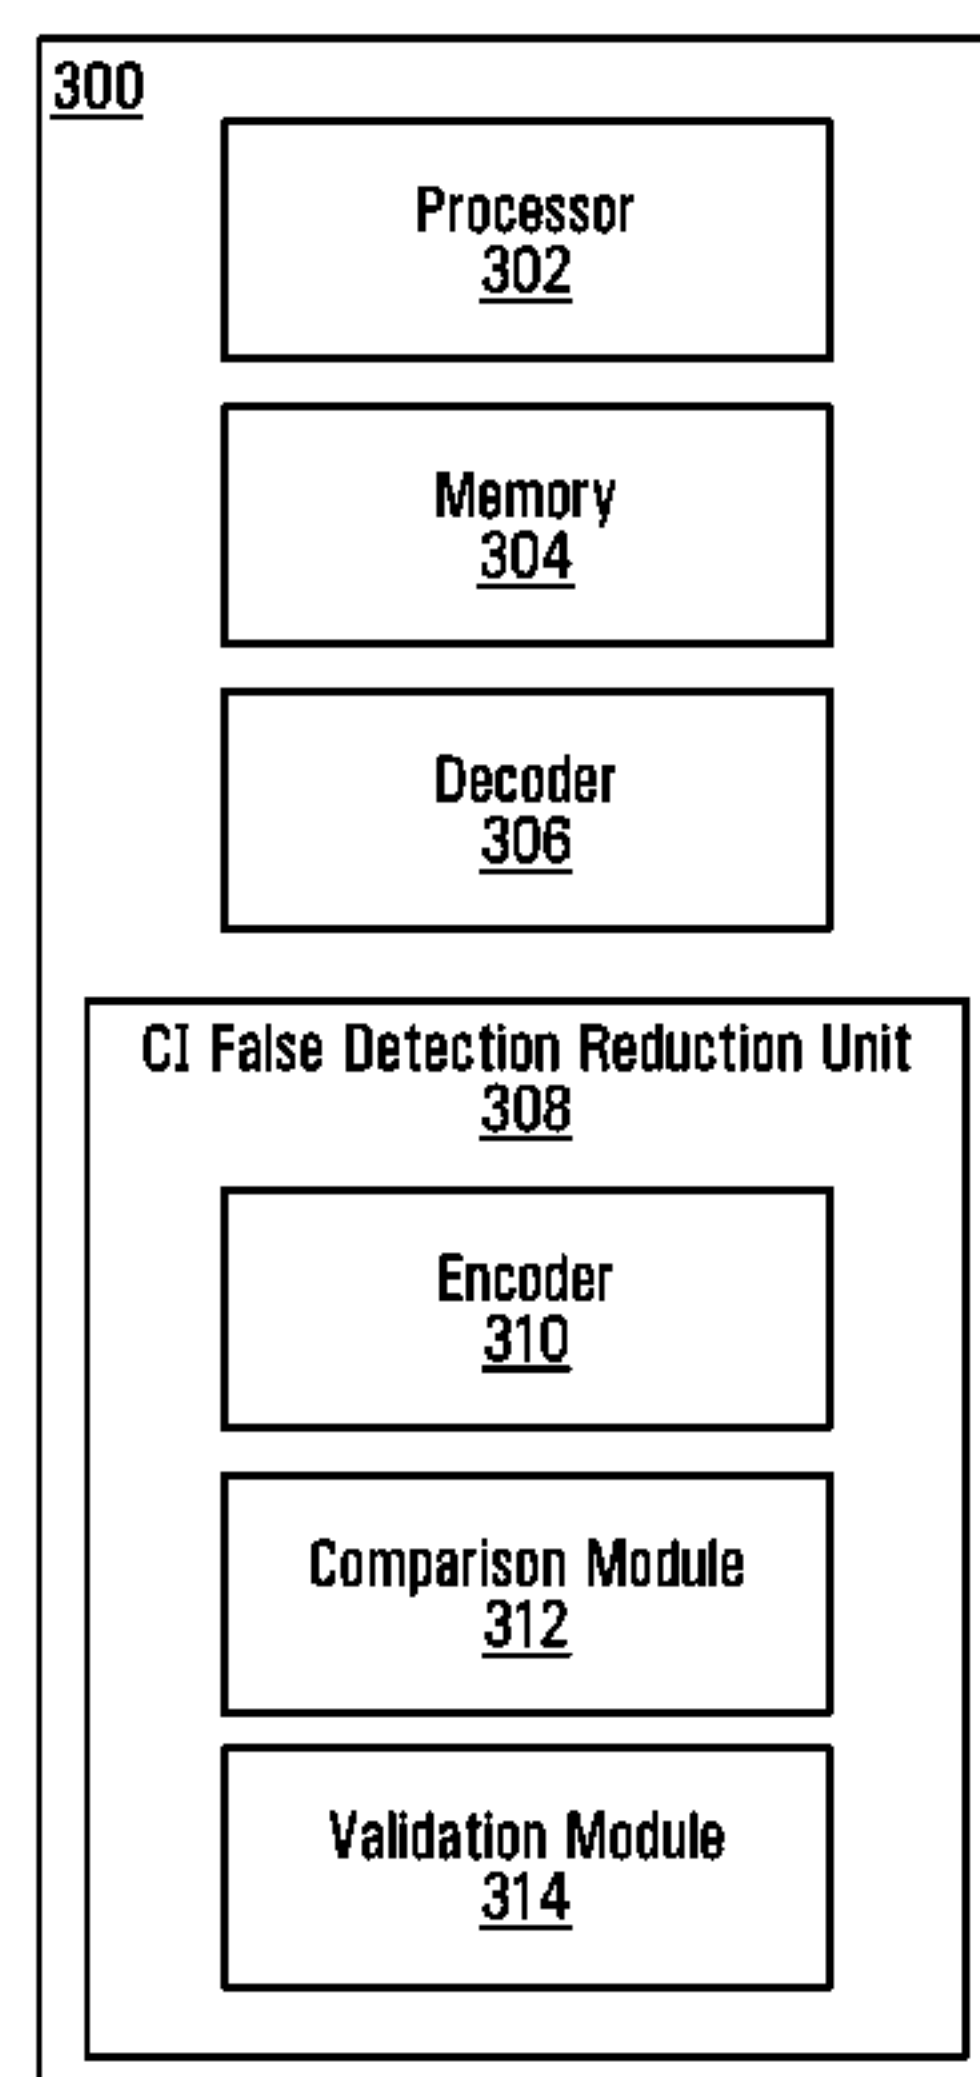 300
Processor
302
Memory
304
Decoder
306
CI False Detection Reduction Unit
308
Encoder
310
Comparison Module
312
Validation Module
314